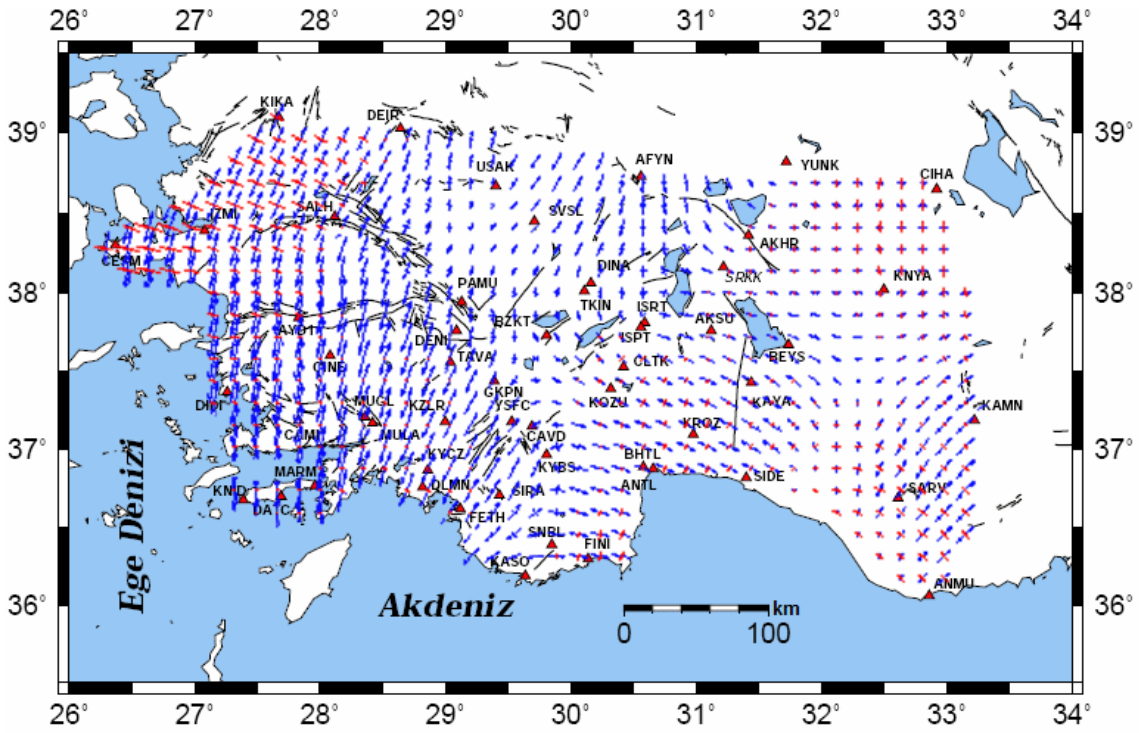 26° 27° 28° 29° 30° 31° 32° 33° 34°
KIKA
DEIR
39° 39°
USAK
AFYN
YUNK
CIHA
SALH
IZMI
SVSL
AKHR
CESM
DINA
SRKK
KNYA
PAMU
TKIN
38° 38°
ISRT
AYD1
BZKT
ISPT
AKSU
DENI
BEYS
TAVA
CINE
CLTK
DIDI
GKPN
KOZU
KAYA
MUGL
KZLR
YSFC
KAMN
CAMI
MULA
CAVD
KROZ
37° 37°
KYCZ
KYBS
BHTL
MARM
KNID
DLMN
SIRA
ANTL
SIDE
SARV
DATC
FETH
SNBL
FINI
KASO
ANMU
36° 36°
Ege Denizi
Akdeniz
km
0 100
26° 27° 28° 29° 30° 31° 32° 33° 34°